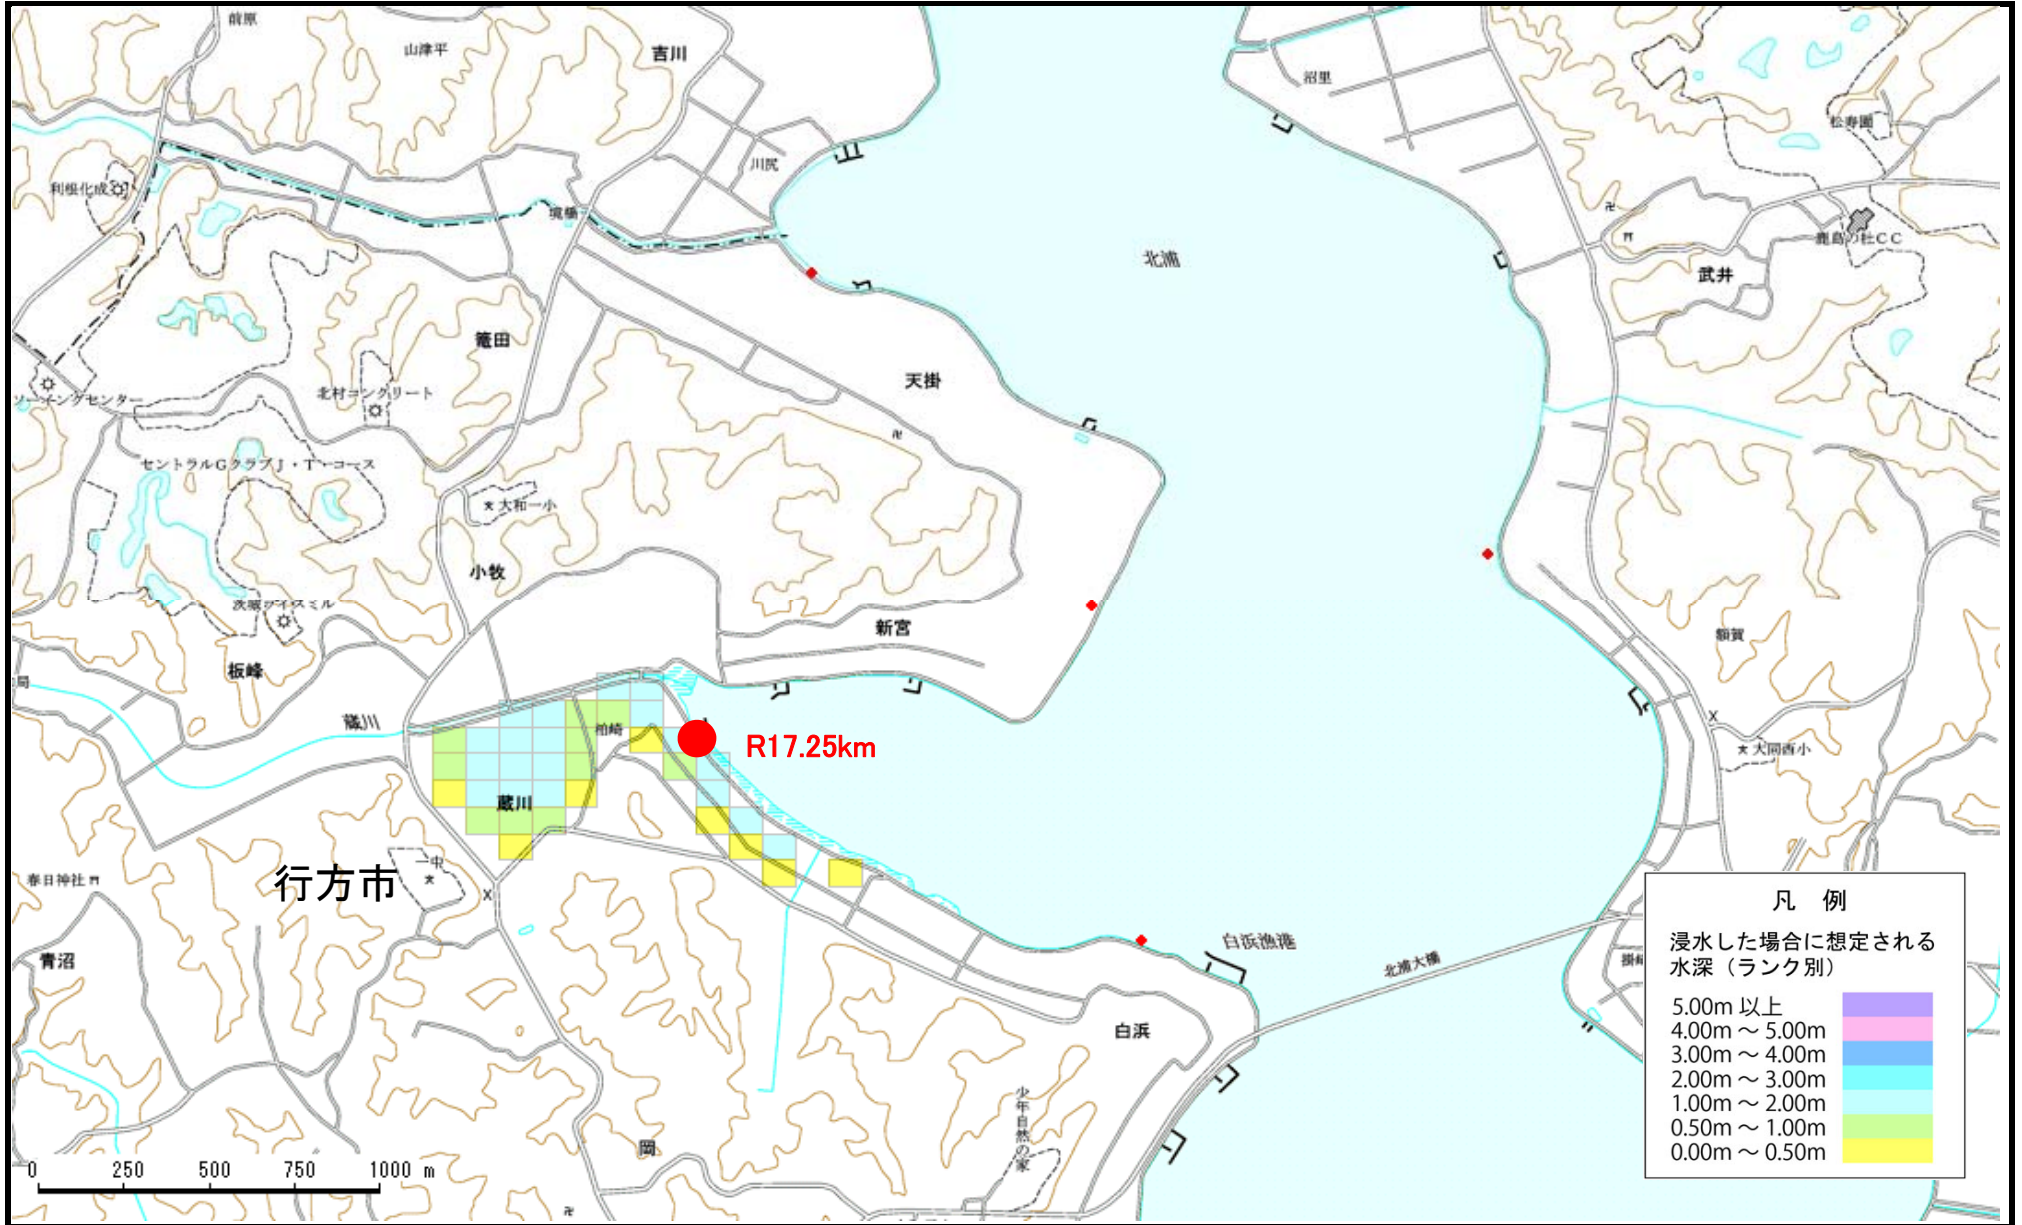 前原
山津平
吉川
沼里
松寿園
川尻
利根化成
境橋
北浦
鹿島の杜CC
武井
篭田
天掛
北村コンクリート
ソーイングセンター
セントラルGクラブJ・T・コース
大和一小
小牧
茨城ライスミル
新宮
額賀
板峰
局
蔵川
柏崎
R17.25km
大同西小
蔵川
一中
行方市
春日神社
青沼
白浜漁港
北浦大橋
白浜
少年自然の家
岡
0 250 500 750 1000 m
凡 例
浸水した場合に想定される
水深（ランク別）
5.00m 以上
4.00m ～ 5.00m
3.00m ～ 4.00m
2.00m ～ 3.00m
1.00m ～ 2.00m
0.50m ～ 1.00m
0.00m ～ 0.50m